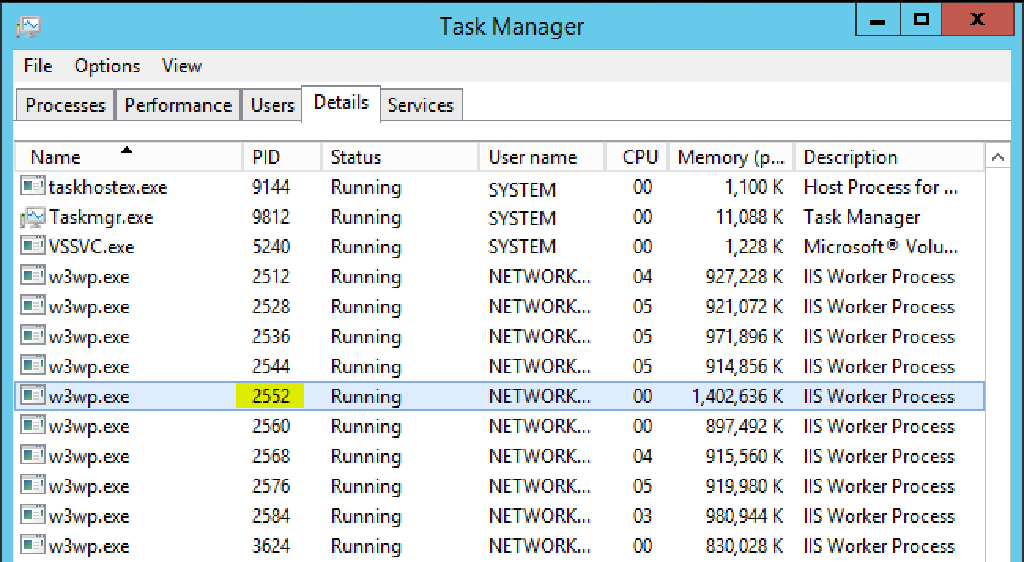 Task Manager
X
File Options View
Processes Performance Users Details Services
Name PID Status User name CPU Memory (p... Description
taskhostex.exe 9144 Running SYSTEM 00 1,100 K Host Process for ...
Taskmgr.exe 9812 Running SYSTEM 00 11,088 K Task Manager
VSSVC.exe 5240 Running SYSTEM 00 1,228 K Microsoft® Volu...
w3wp.exe 2512 Running NETWORK... 04 927,228 K IIS Worker Process
w3wp.exe 2528 Running NETWORK... 05 921,072 K IIS Worker Process
w3wp.exe 2536 Running NETWORK... 05 971,896 K IIS Worker Process
w3wp.exe 2544 Running NETWORK... 05 914,856 K IIS Worker Process
w3wp.exe 2552 Running NETWORK... 00 1,402,636 K IIS Worker Process
w3wp.exe 2560 Running NETWORK... 00 897,492 K IIS Worker Process
w3wp.exe 2568 Running NETWORK... 04 915,560 K IIS Worker Process
w3wp.exe 2576 Running NETWORK... 05 919,980 K IIS Worker Process
w3wp.exe 2584 Running NETWORK... 03 980,944 K IIS Worker Process
w3wp.exe 3624 Running NETWORK... 00 830,028 K IIS Worker Process